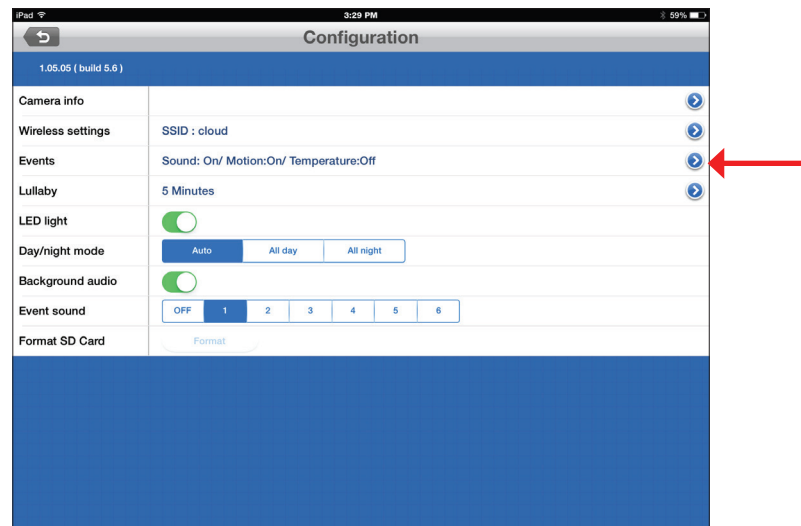 iPad 3:29 PM 59%
Configuration
1.05.05 ( build 5.6 )
Camera info
Wireless settings SSID : cloud
Events Sound: On/ Motion:On/ Temperature:Off
Lullaby 5 Minutes
LED light
Day/night mode Auto All day All night
Background audio
Event sound OFF 1 2 3 4 5 6
Format SD Card Format